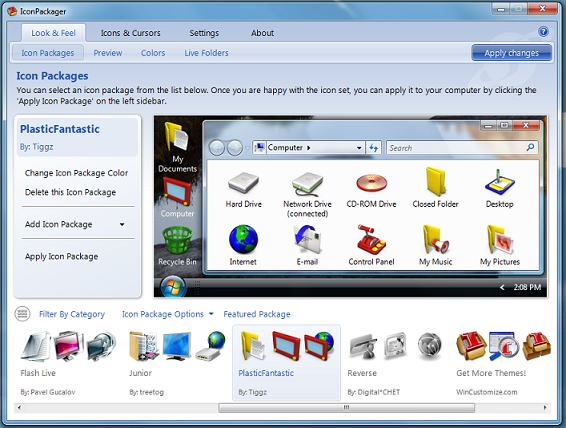 IconPackager
Look & Feel
Icons & Cursors
Settings
About
Icon Packages
Preview
Colors
Live Folders
Apply changes
Icon Packages
You can select an icon package from the list below. Once you are happy with the icon set, you can apply it to your computer by clicking the
'Apply Icon Package' on the left sidebar.
PlasticFantastic
By: Tiggz
Change Icon Package Color
Delete this Icon Package
Add Icon Package
Apply Icon Package
My
Documents
Computer
Recycle Bin
Computer
Search
Hard Drive
Network Drive
(connected)
CD-ROM Drive
Closed Folder
Desktop
Internet
E-mail
Control Panel
My Music
My Pictures
2:08 PM
Filter By Category
Icon Package Options
Featured Package
Flash Live
By: Pavel Gucalov
Junior
By: treetog
PlasticFantastic
By: Tiggz
Reverse
By: Digital*CHET
Get More Themes!
WinCustomize.com